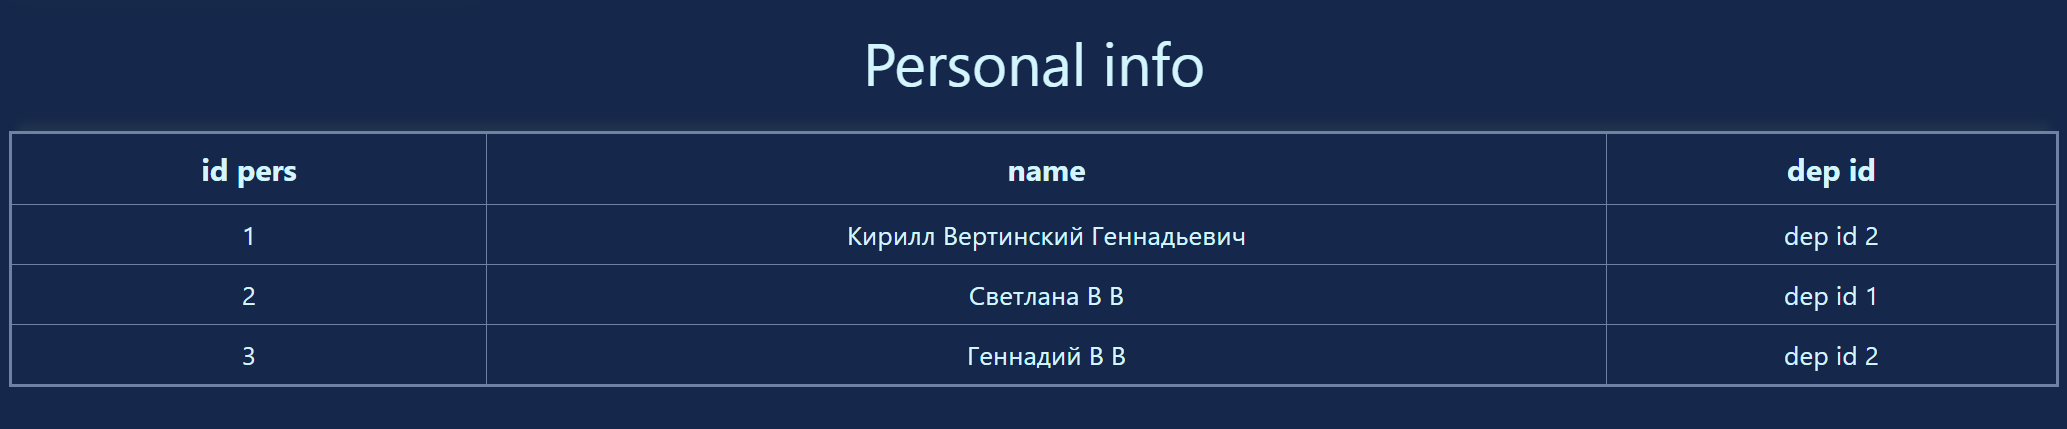 Personal info
id pers name dep id
1 Кирилл Вертинский Геннадьевич dep id 2
2 Светлана В В dep id 1
3 Геннадий В В dep id 2